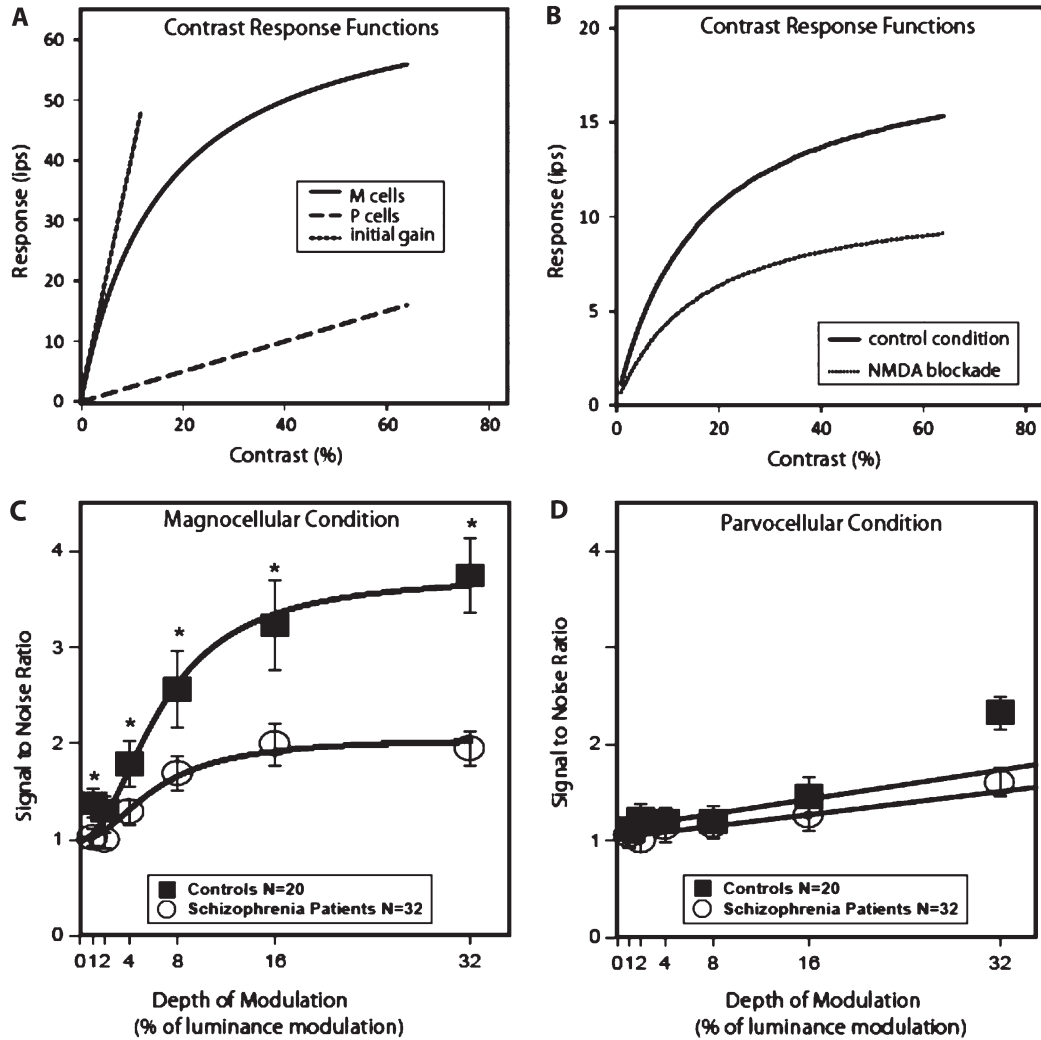 A
Contrast Response Functions
60
50
40
30
20
10
0
Response (ips)
M cells
P cells
initial gain
0 20 40 60 80
Contrast (%)
B
Contrast Response Functions
20
15
10
5
0
Response (ips)
control condition
NMDA blockade
0 20 40 60 80
Contrast (%)
C
Magnocellular Condition
4
3
2
1
0
Signal to Noise Ratio
* * * * *
Controls N=20
Schizophrenia Patients N=32
0 1 2 4 8 16 32
Depth of Modulation
(% of luminance modulation)
D
Parvocellular Condition
4
3
2
1
0
Signal to Noise Ratio
Controls N=20
Schizophrenia Patients N=32
0 1 2 4 8 16 32
Depth of Modulation
(% of luminance modulation)